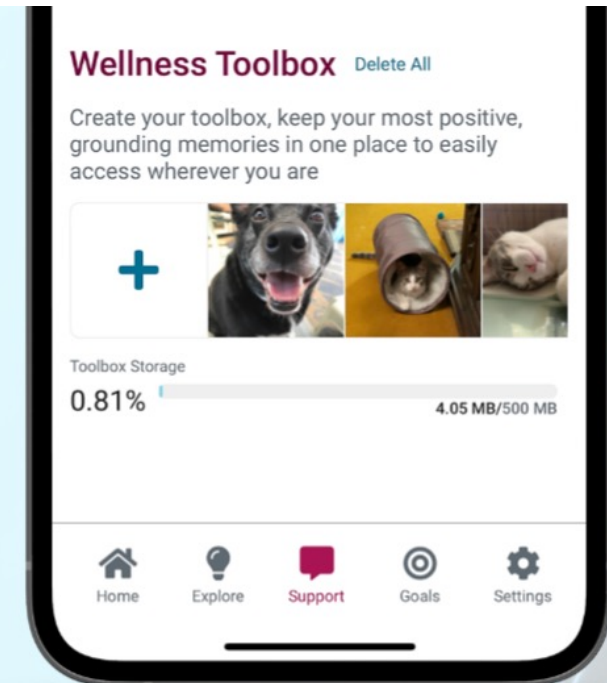 Wellness Toolbox Delete All
Create your toolbox, keep your most positive,
grounding memories in one place to easily
access wherever you are
Toolbox Storage
0.81%
4.05 MB/500 MB
Home Explore Support Goals Settings